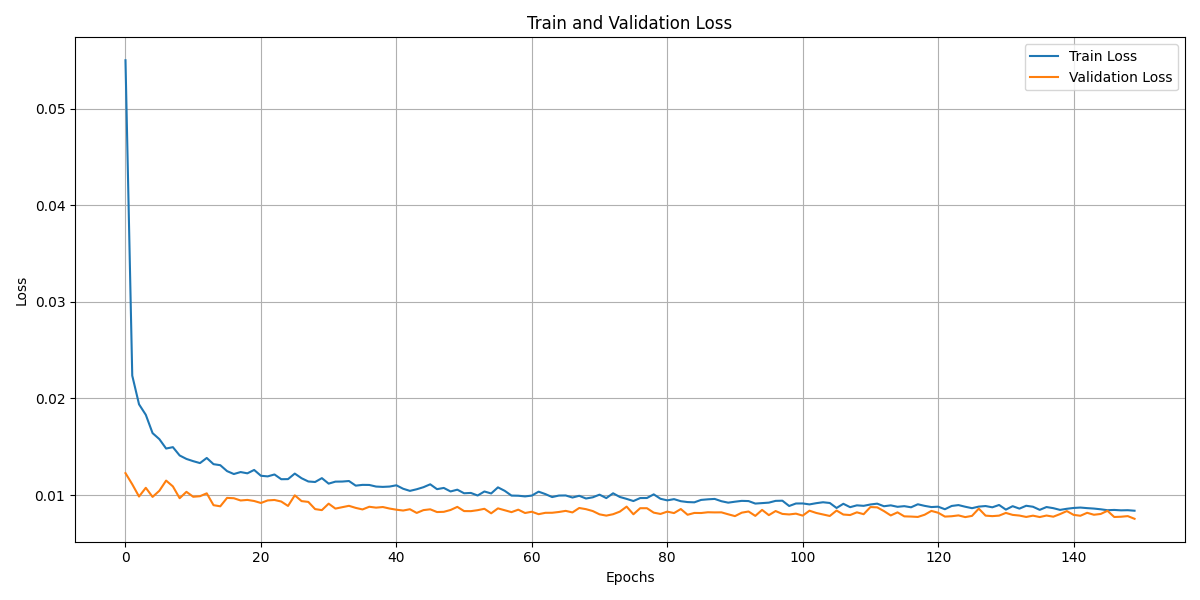 Train and Validation Loss
Train Loss
Validation Loss
0.05
0.04
0.03
0.02
0.01
Loss
0 20 40 60 80 100 120 140
Epochs